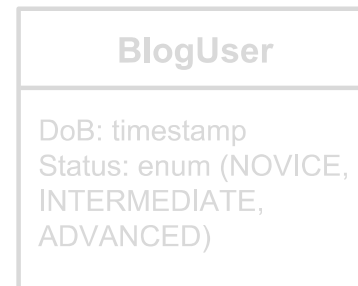 BlogUser
DoB: timestamp
Status: enum (NOVICE,
INTERMEDIATE,
ADVANCED)